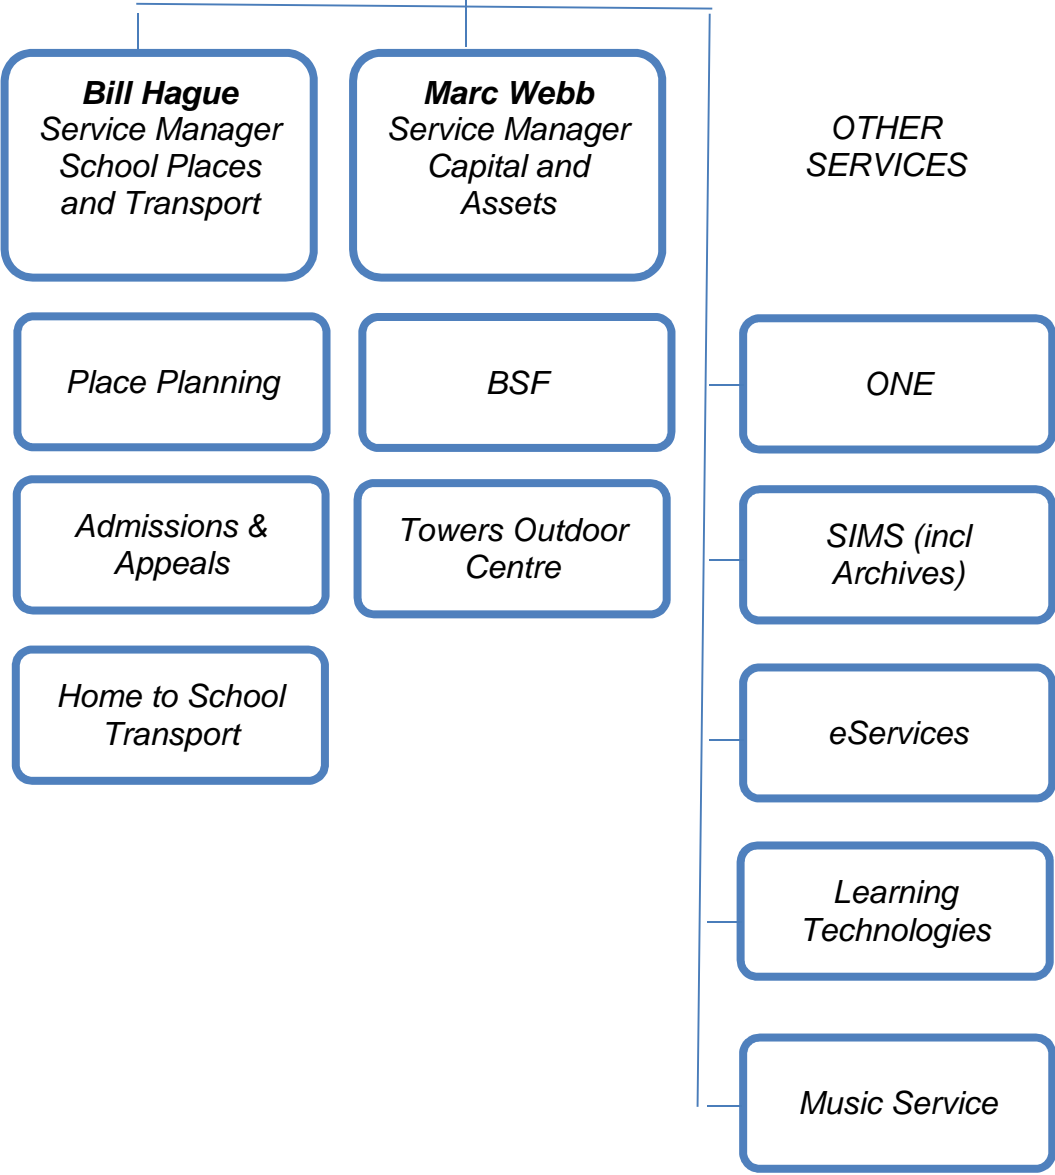 Bill Hague
Service Manager
School Places
and Transport
Place Planning
Admissions &
Appeals
Home to School
Transport
Marc Webb
Service Manager
Capital and
Assets
BSF
Towers Outdoor
Centre
OTHER
SERVICES
ONE
SIMS (incl
Archives)
eServices
Learning
Technologies
Music Service